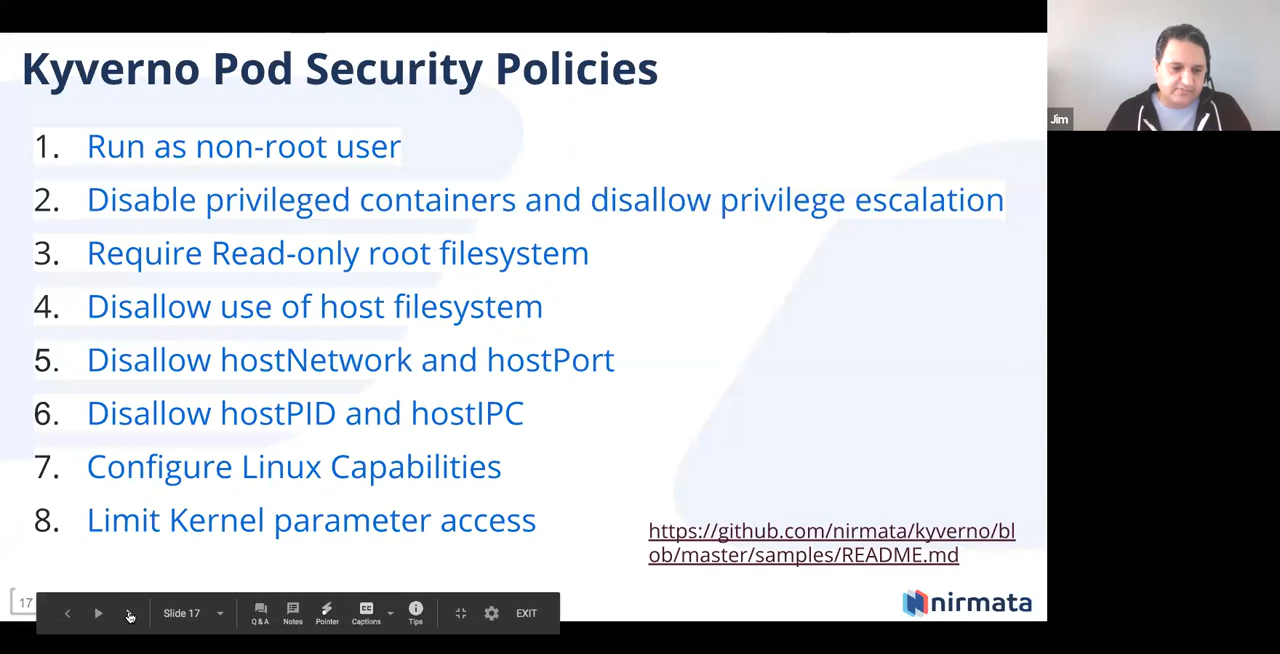 Kyverno Pod Security Policies
Jim
1. Run as non-root user
2. Disable privileged containers and disallow privilege escalation
3. Require Read-only root filesystem
4. Disallow use of host filesystem
5. Disallow hostNetwork and hostPort
6. Disallow hostPID and hostIPC
7. Configure Linux Capabilities
8. Limit Kernel parameter access
https://github.com/nirmata/kyverno/bl
ob/master/samples/README.md
17
Slide 17
Q & A
Notes
Pointer
Captions
Tips
EXIT
nirmata